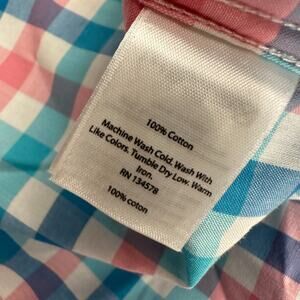 100% Cotton
Machine Wash Cold. Wash With
Like Colors. Tumble Dry Low. Warm
Iron.
RN 134578
100% coton